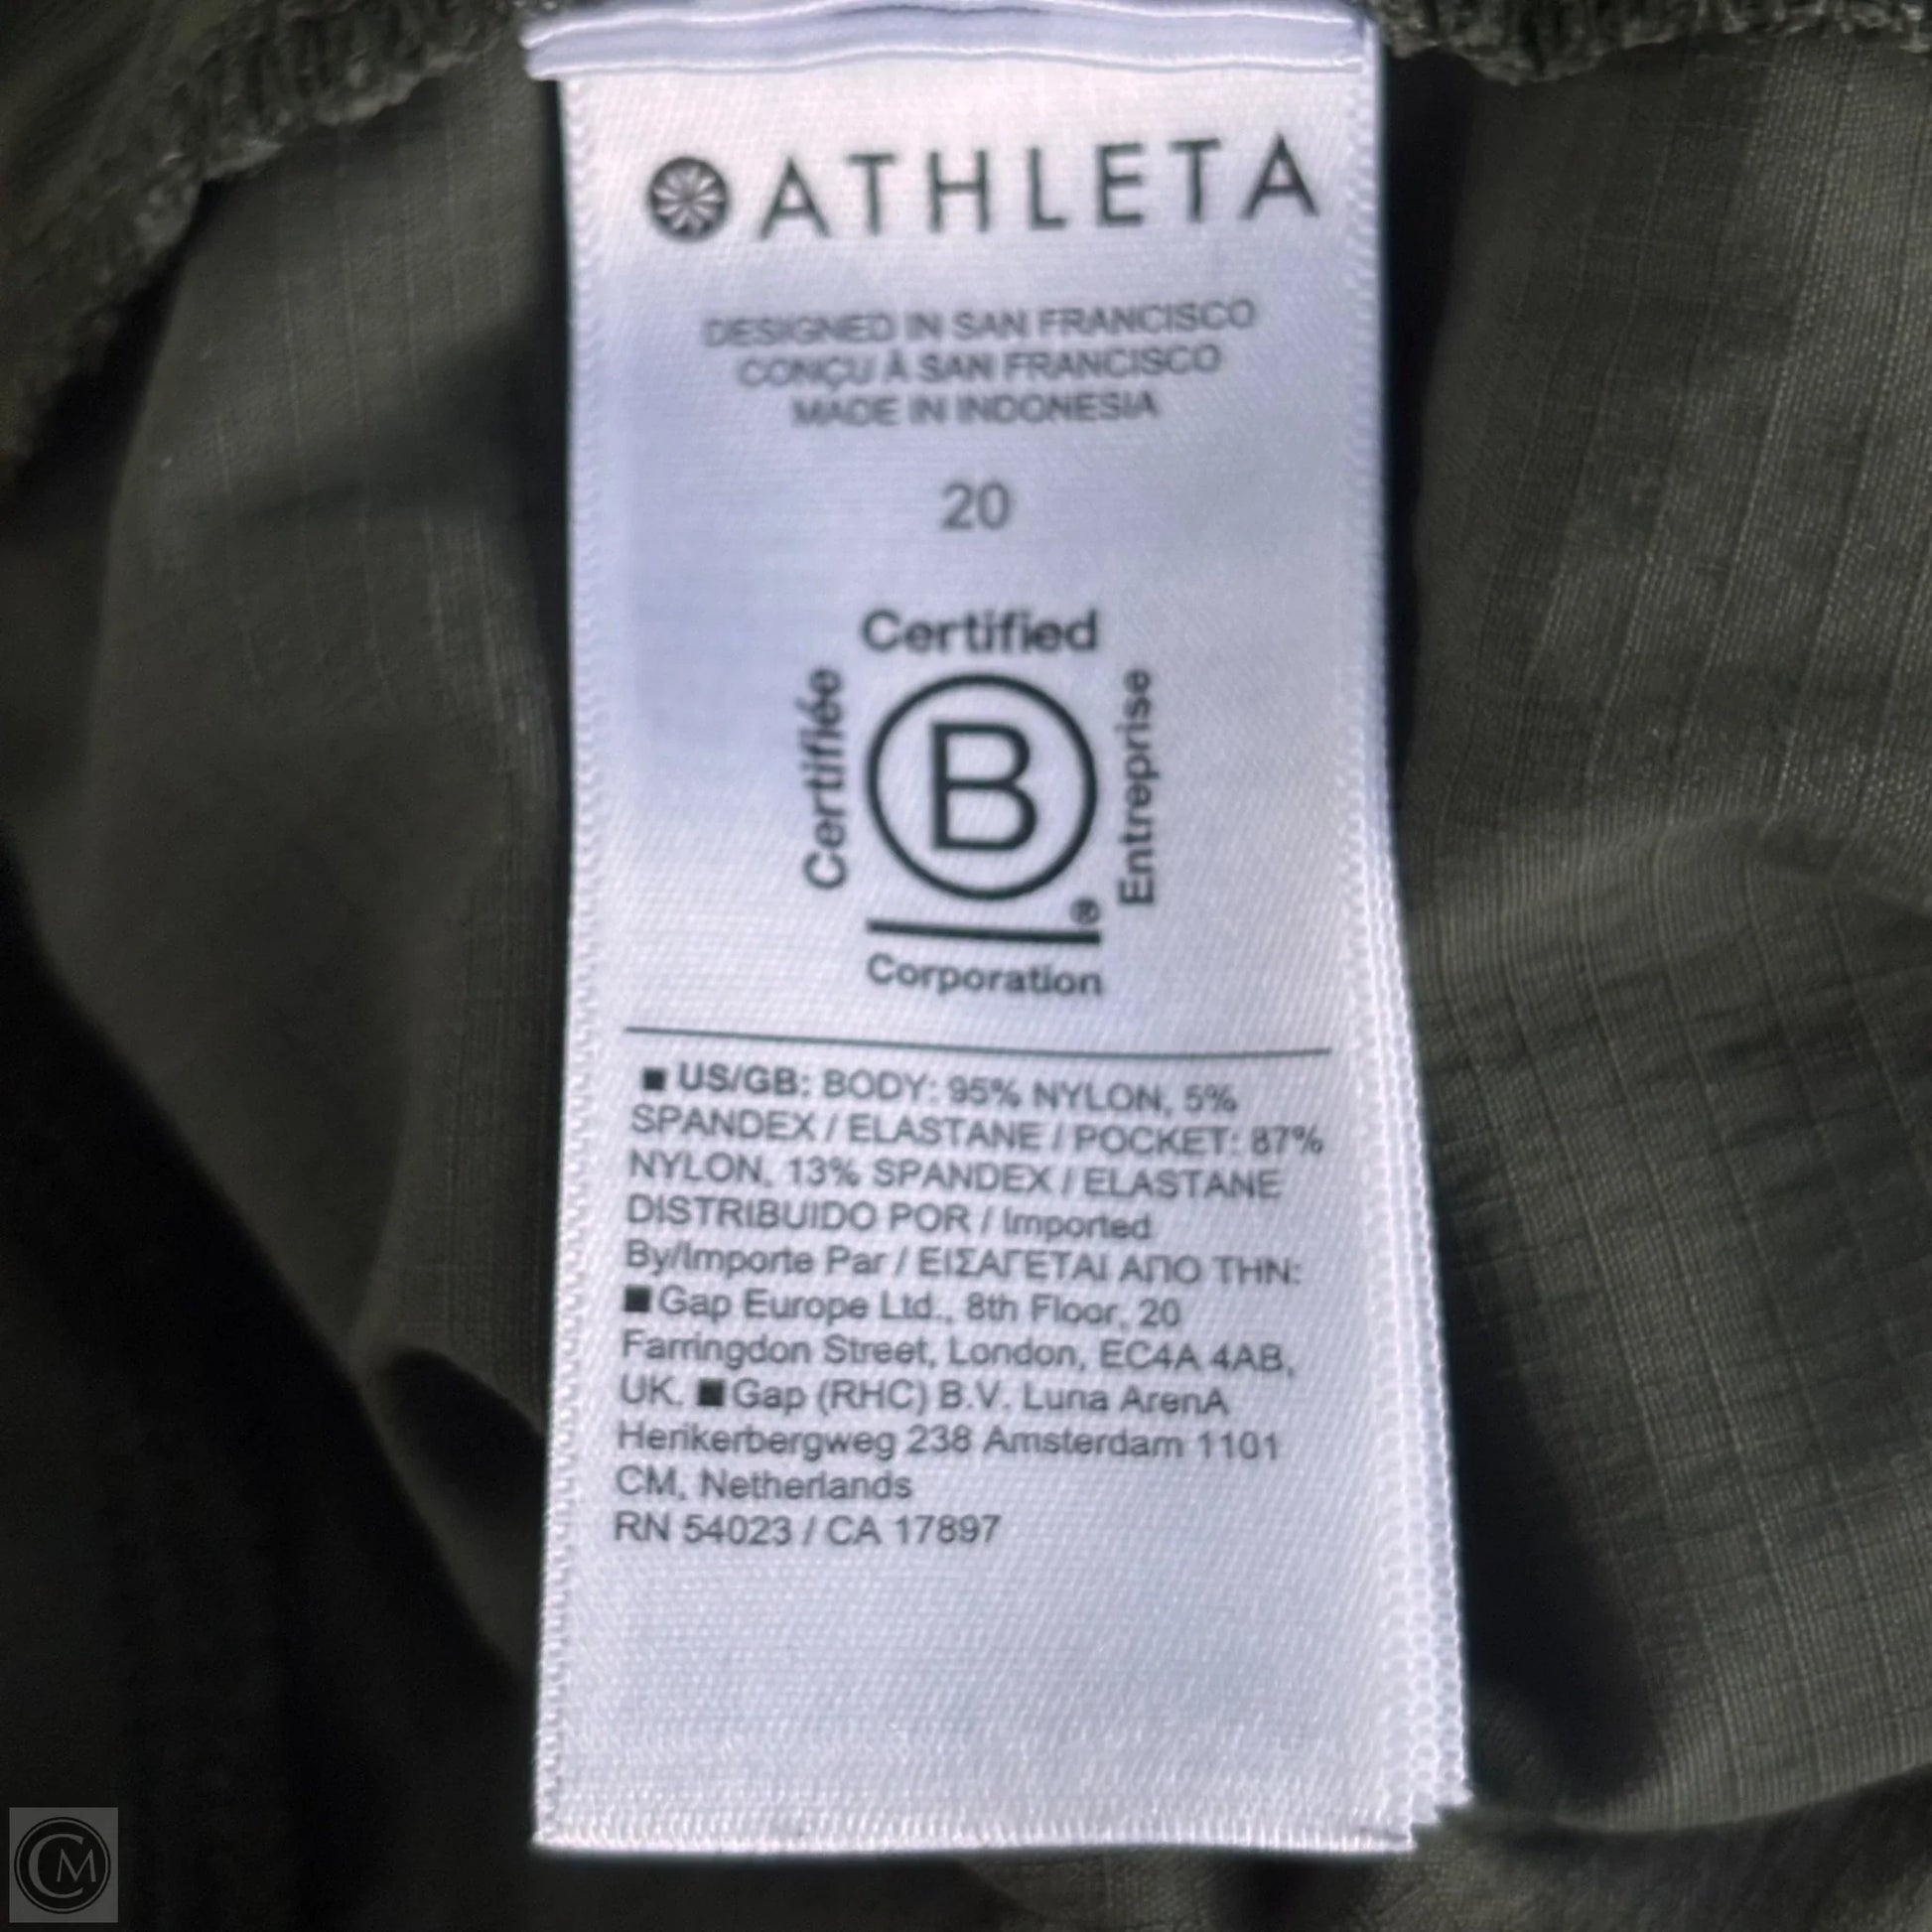 ATHLETA
DESIGNED IN SAN FRANCISCO
CONÇU À SAN FRANCISCO
MADE IN INDONESIA
20
Certified
Certifiée
B
Entreprise
®
Corporation
■ US/GB: BODY: 95% NYLON, 5%
SPANDEX / ELASTANE / POCKET: 87%
NYLON, 13% SPANDEX / ELASTANE
DISTRIBUIDO POR / Imported
By/Importe Par / ΕΙΣΑΓΕΤΑΙ ΑΠΟ ΤΗΝ:
■ Gap Europe Ltd., 8th Floor, 20
Farringdon Street, London, EC4A 4AB,
UK. ■ Gap (RHC) B.V. Luna ArenA
Herikerbergweg 238 Amsterdam 1101
CM, Netherlands
RN 54023 / CA 17897
CM